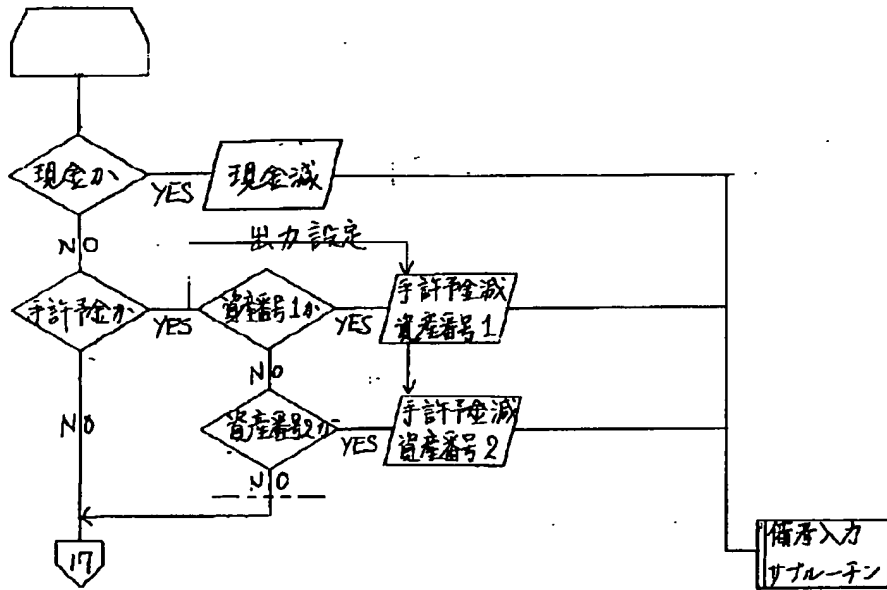 現金か
YES
現金減
NO
出力設定
手許予金か
YES
資産番号1か
YES
手許予金減
資産番号1
NO
NO
資産番号2か
YES
手許予金減
資産番号2
NO
17
備考入力
サブルーチン